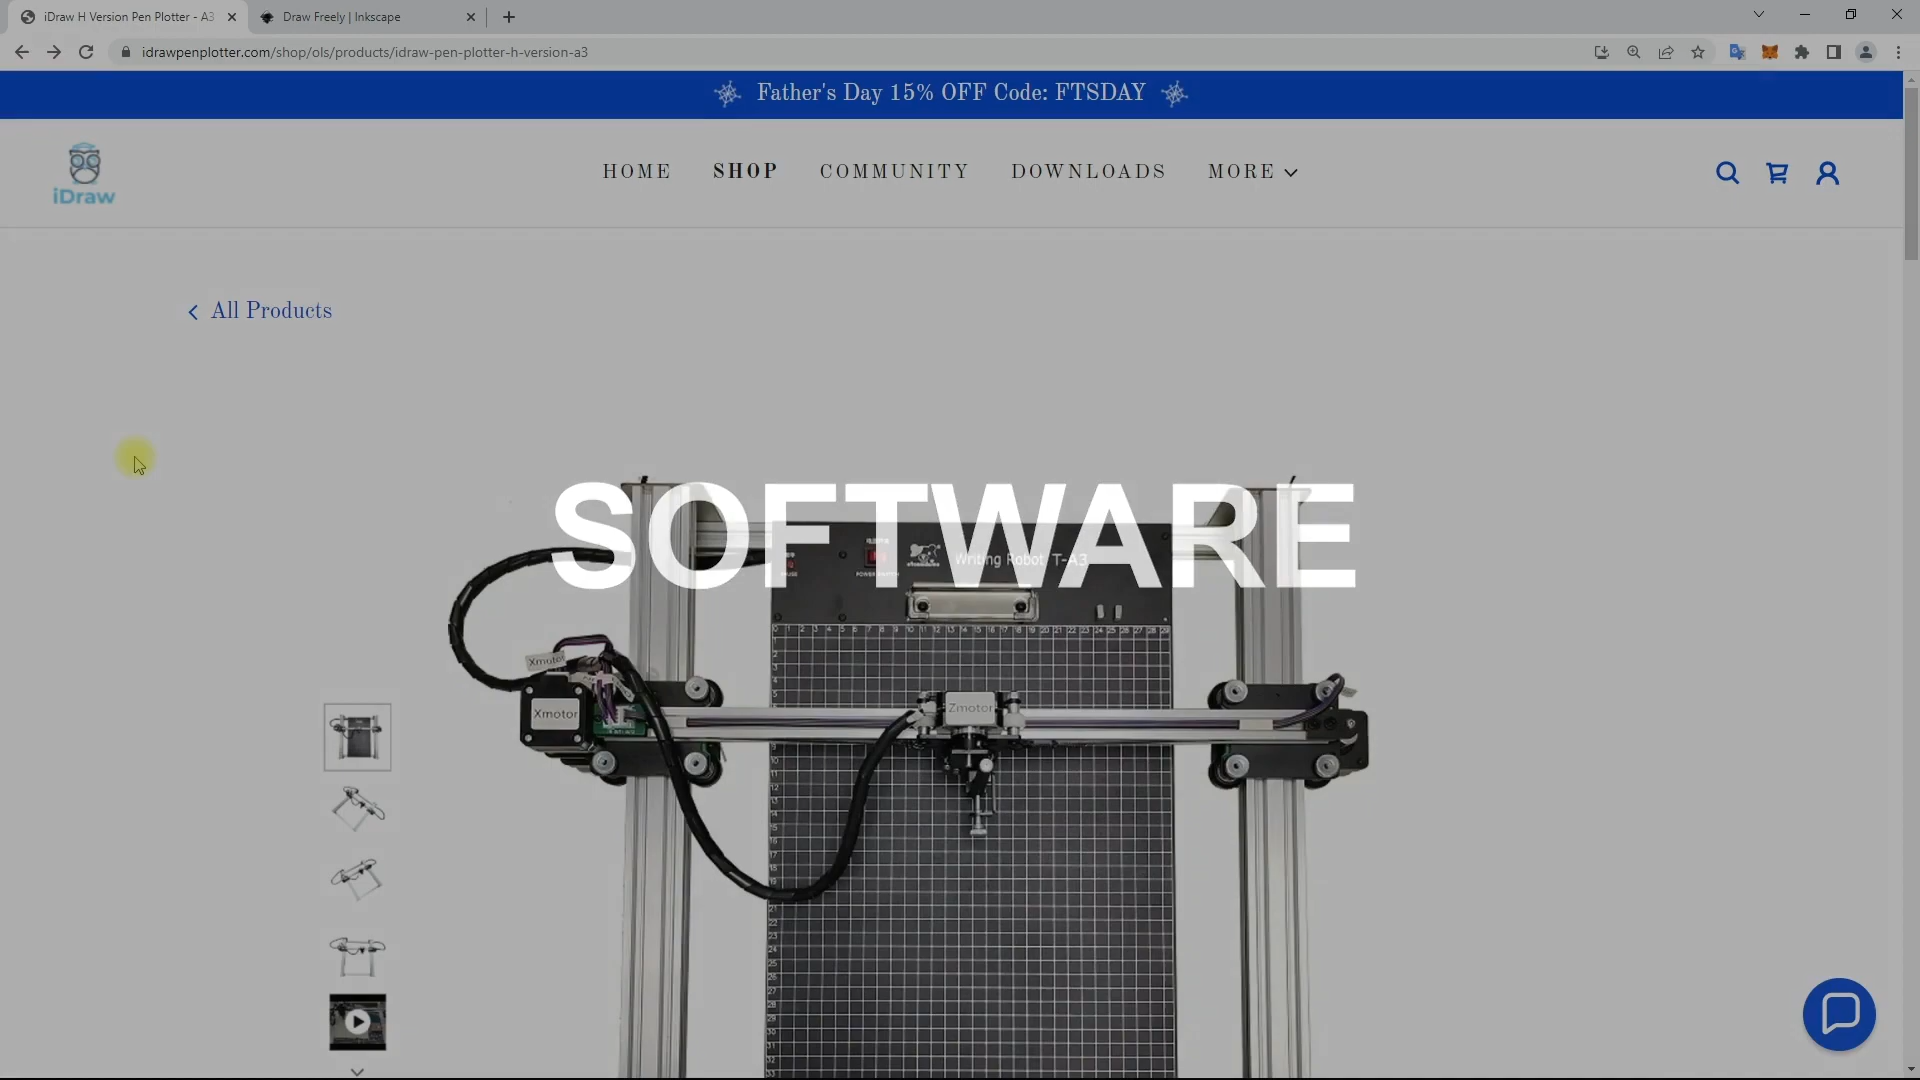 iDraw H Version Pen Plotter - A3
Draw Freely | Inkscape
idrawpenplotter.com/shop/ols/products/idraw-pen-plotter-h-version-a3
Father's Day 15% OFF Code: FTSDAY
iDraw
HOME
SHOP
COMMUNITY
DOWNLOADS
MORE
All Products
SOFTWARE
Writing Robot T-A3
Xmotor
Xmotor
Zmotor